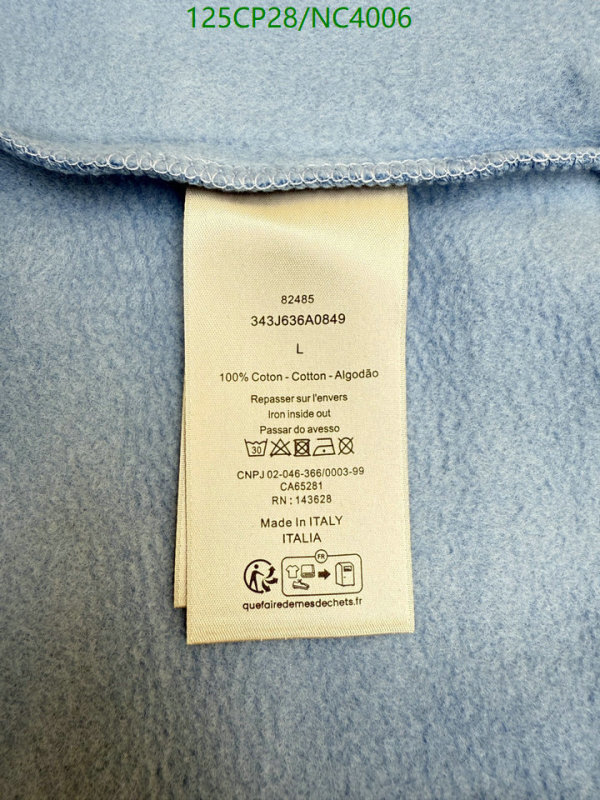 125CP28/NC4006
82485
343J636A0849
L
100% Coton - Cotton - Algodão
Repasser sur l'envers
Iron inside out
Passar do avesso
30
CNPJ 02-046-366/0003-99
CA65281
RN : 143628
Made In ITALY
ITALIA
FR
quefairedemesdechets.fr